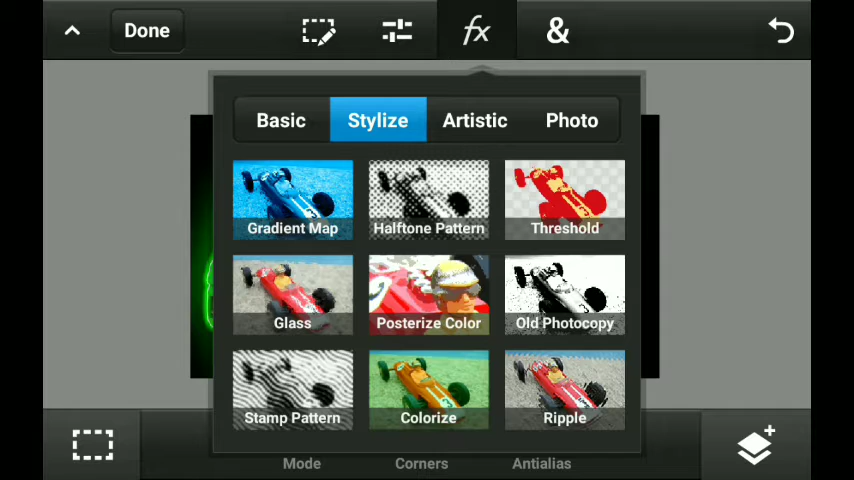 Done fx &
Basic Stylize Artistic Photo
Gradient Map Halftone Pattern Threshold
Glass Posterize Color Old Photocopy
Stamp Pattern Colorize Ripple
Mode Corners Antialias